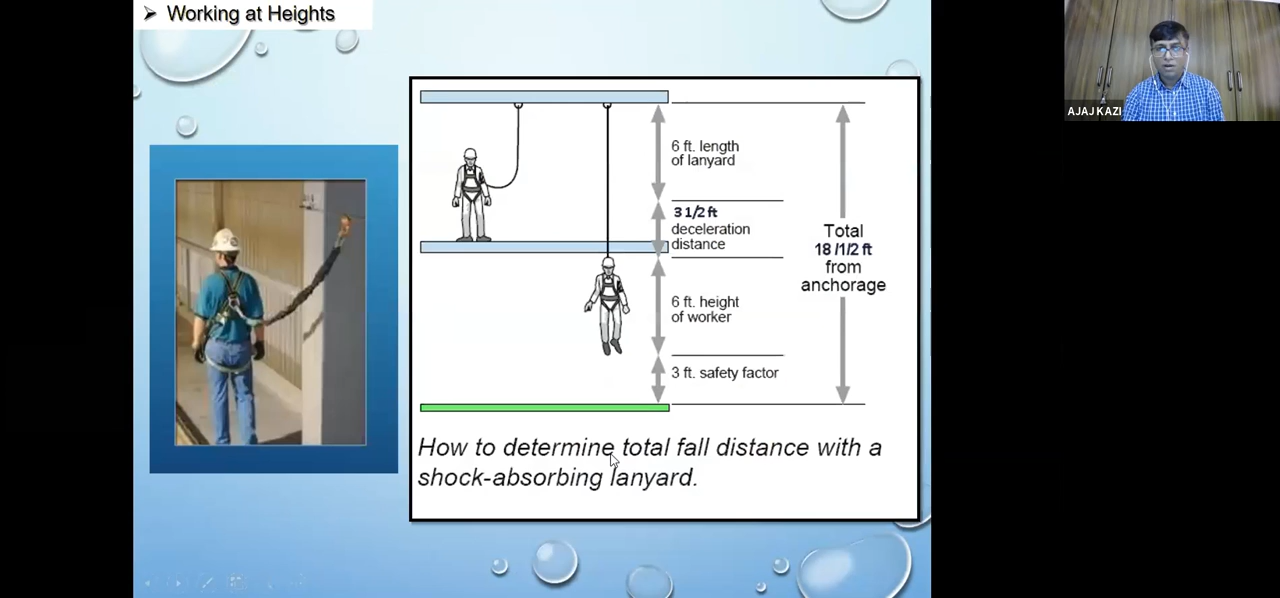 ➢ Working at Heights
AJAJ KAZI
6 ft. length
of lanyard
3 1/2 ft
deceleration
distance
Total
18 /1/2 ft
from
anchorage
6 ft. height
of worker
3 ft. safety factor
How to determine total fall distance with a
shock-absorbing lanyard.